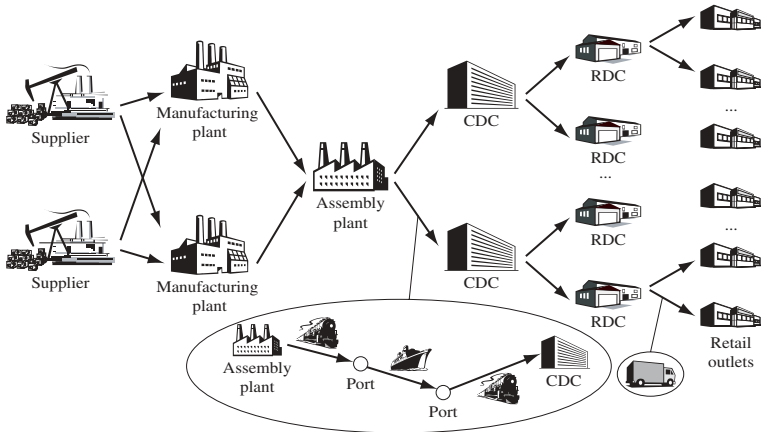 Supplier
Manufacturing
plant
Assembly
plant
CDC
RDC
...
RDC
...
Supplier
Manufacturing
plant
CDC
RDC
...
RDC
Retail
outlets
Assembly
plant
Port
Port
CDC